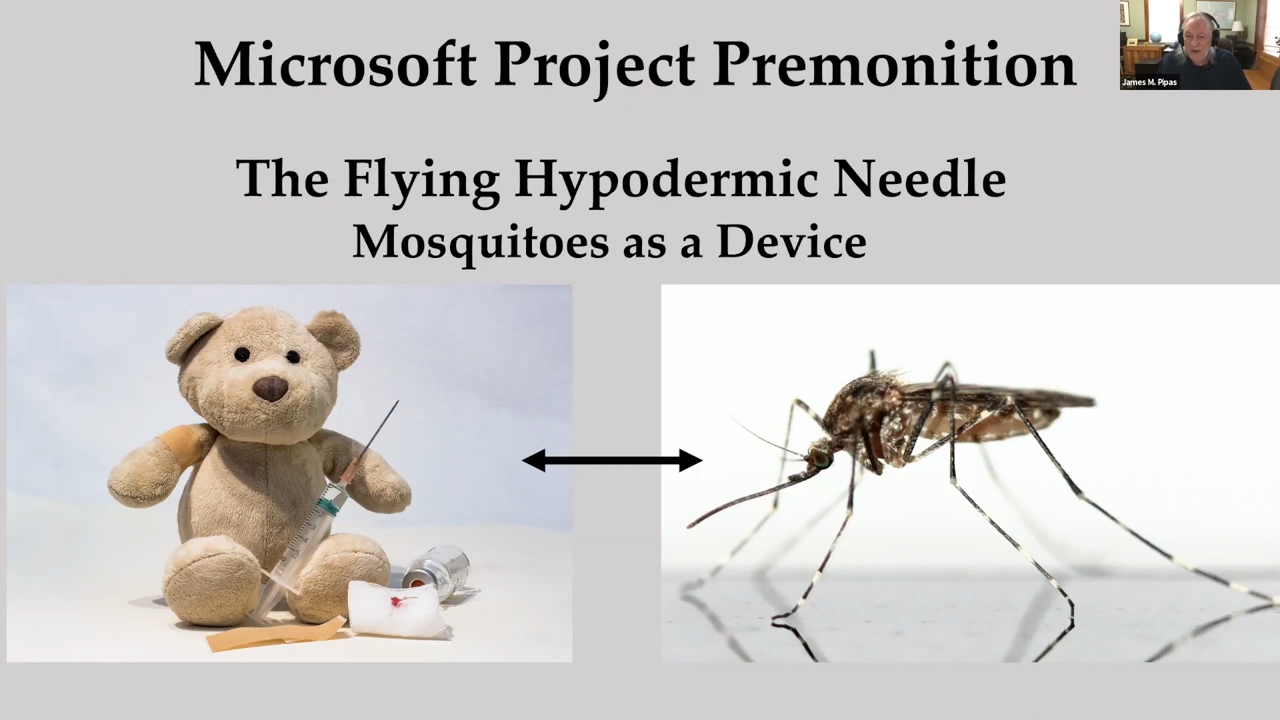 Microsoft Project Premonition
James M. Pipas
The Flying Hypodermic Needle
Mosquitoes as a Device